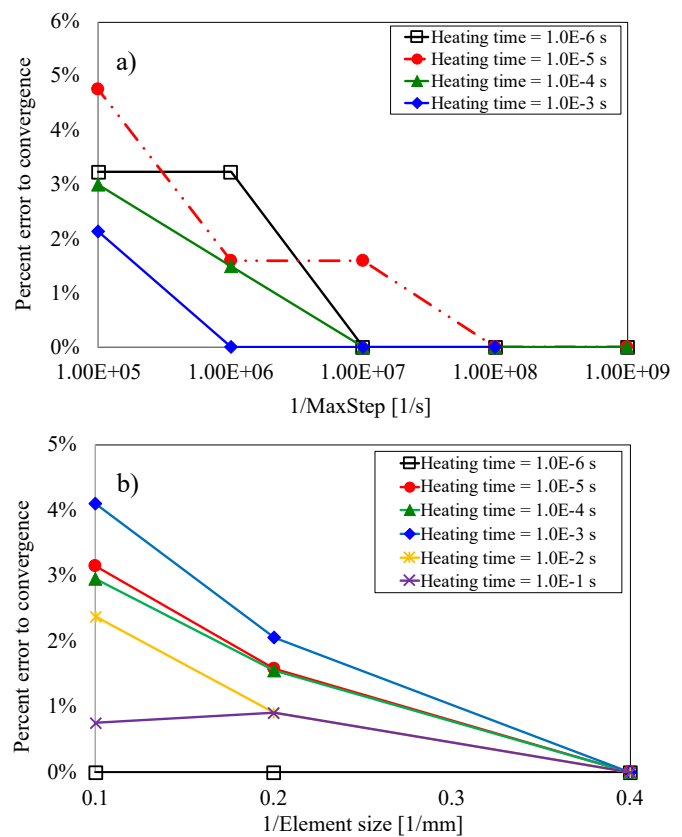 6%
5%
4%
3%
2%
1%
0%
Percent error to convergence
a)
Heating time = 1.0E-6 s
Heating time = 1.0E-5 s
Heating time = 1.0E-4 s
Heating time = 1.0E-3 s
1.00E+05 1.00E+06 1.00E+07 1.00E+08 1.00E+09
1/MaxStep [1/s]
5%
4%
3%
2%
1%
0%
Percent error to convergence
b)
Heating time = 1.0E-6 s
Heating time = 1.0E-5 s
Heating time = 1.0E-4 s
Heating time = 1.0E-3 s
Heating time = 1.0E-2 s
Heating time = 1.0E-1 s
0.1 0.2 0.3 0.4
1/Element size [1/mm]